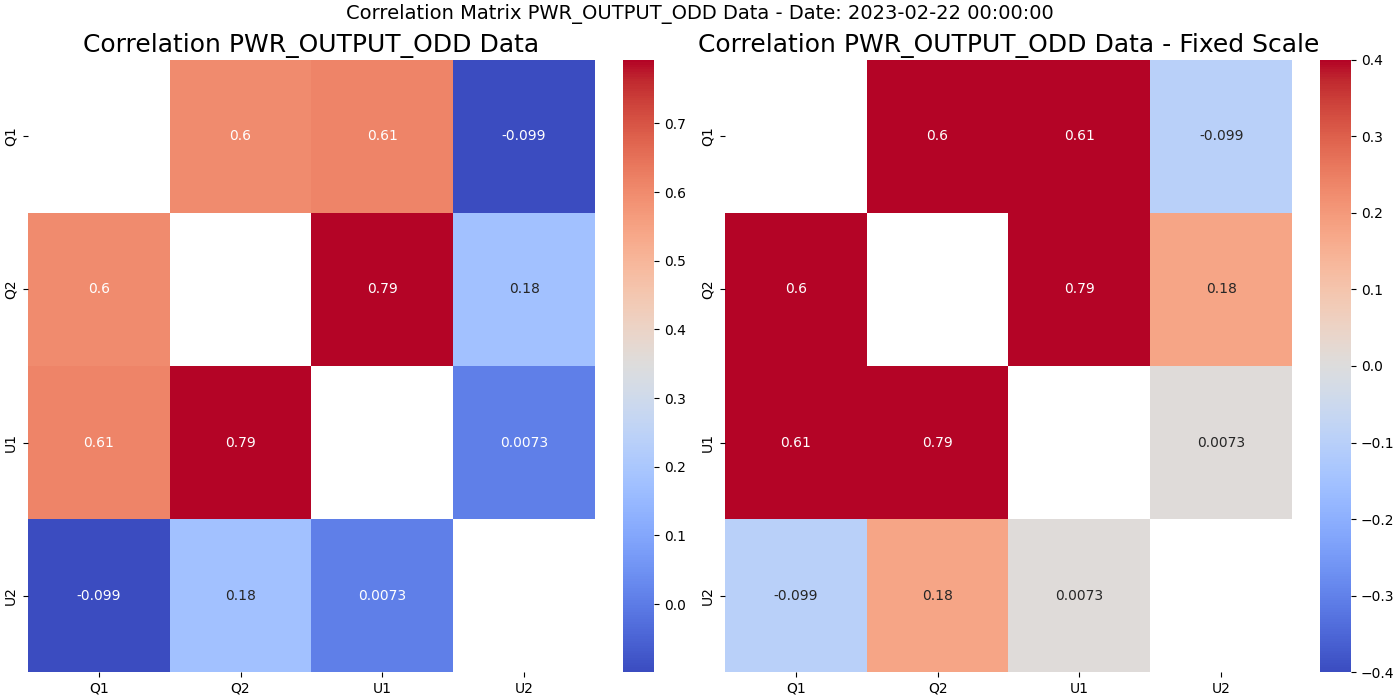 Correlation Matrix PWR_OUTPUT_ODD Data - Date: 2023-02-22 00:00:00
Correlation PWR_OUTPUT_ODD Data
Q1
0.6
0.61
-0.099
Q2
0.6
0.79
0.18
U1
0.61
0.79
0.0073
U2
-0.099
0.18
0.0073
Q1
Q2
U1
U2
0.7
0.6
0.5
0.4
0.3
0.2
0.1
0.0
Correlation PWR_OUTPUT_ODD Data - Fixed Scale
Q1
0.6
0.61
-0.099
Q2
0.6
0.79
0.18
U1
0.61
0.79
0.0073
U2
-0.099
0.18
0.0073
Q1
Q2
U1
U2
0.4
0.3
0.2
0.1
0.0
−0.1
−0.2
−0.3
−0.4